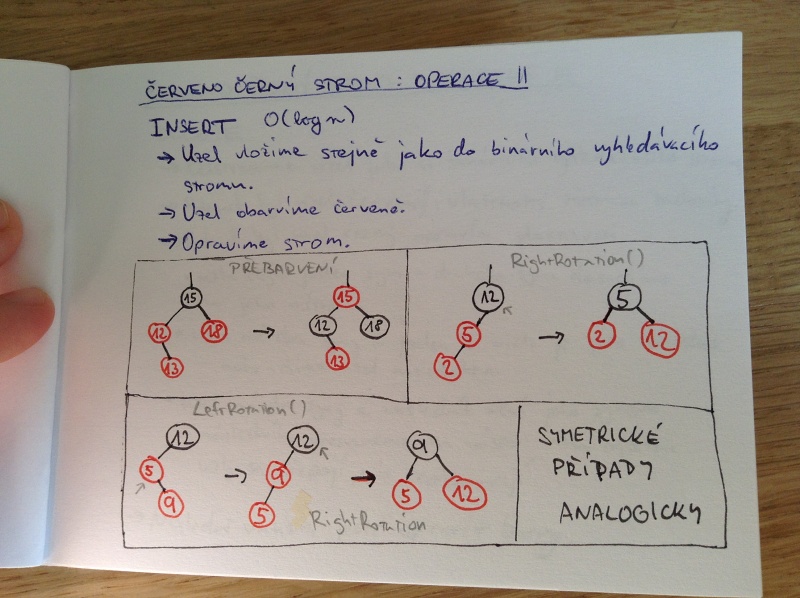 ČERVENO ČERNÝ STROM : OPERACE II
INSERT O(log n)
→ Uzel vložíme stejně jako do binárního vyhledávacího
stromu.
→ Uzel obarvíme červeně.
→ Opravíme strom.
PŘEBARVENÍ
15
12 18
13
→
15
12 18
13
RightRotation()
12
5
2
→
5
2 12
LeftRotation()
12
5
9
→
12
9
5
RightRotation
→
9
5 12
SYMETRICKÉ
PŘÍPADY
ANALOGICKY